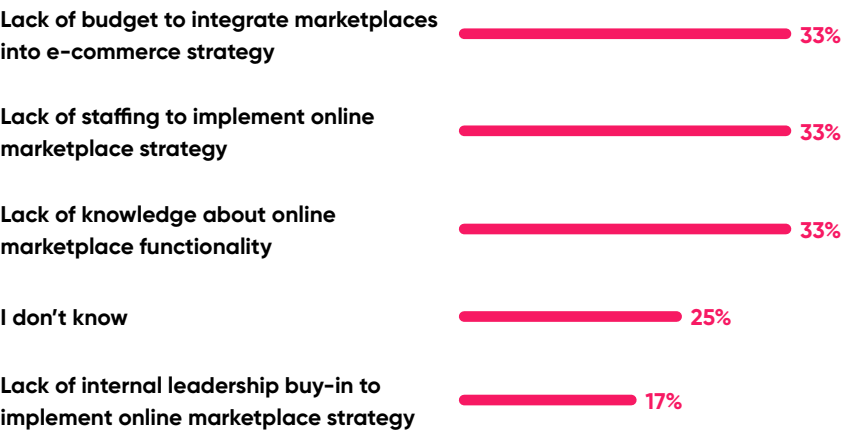 Lack of budget to integrate marketplaces
into e-commerce strategy
33%
Lack of staffing to implement online
marketplace strategy
33%
Lack of knowledge about online
marketplace functionality
33%
I don’t know
25%
Lack of internal leadership buy-in to
implement online marketplace strategy
17%